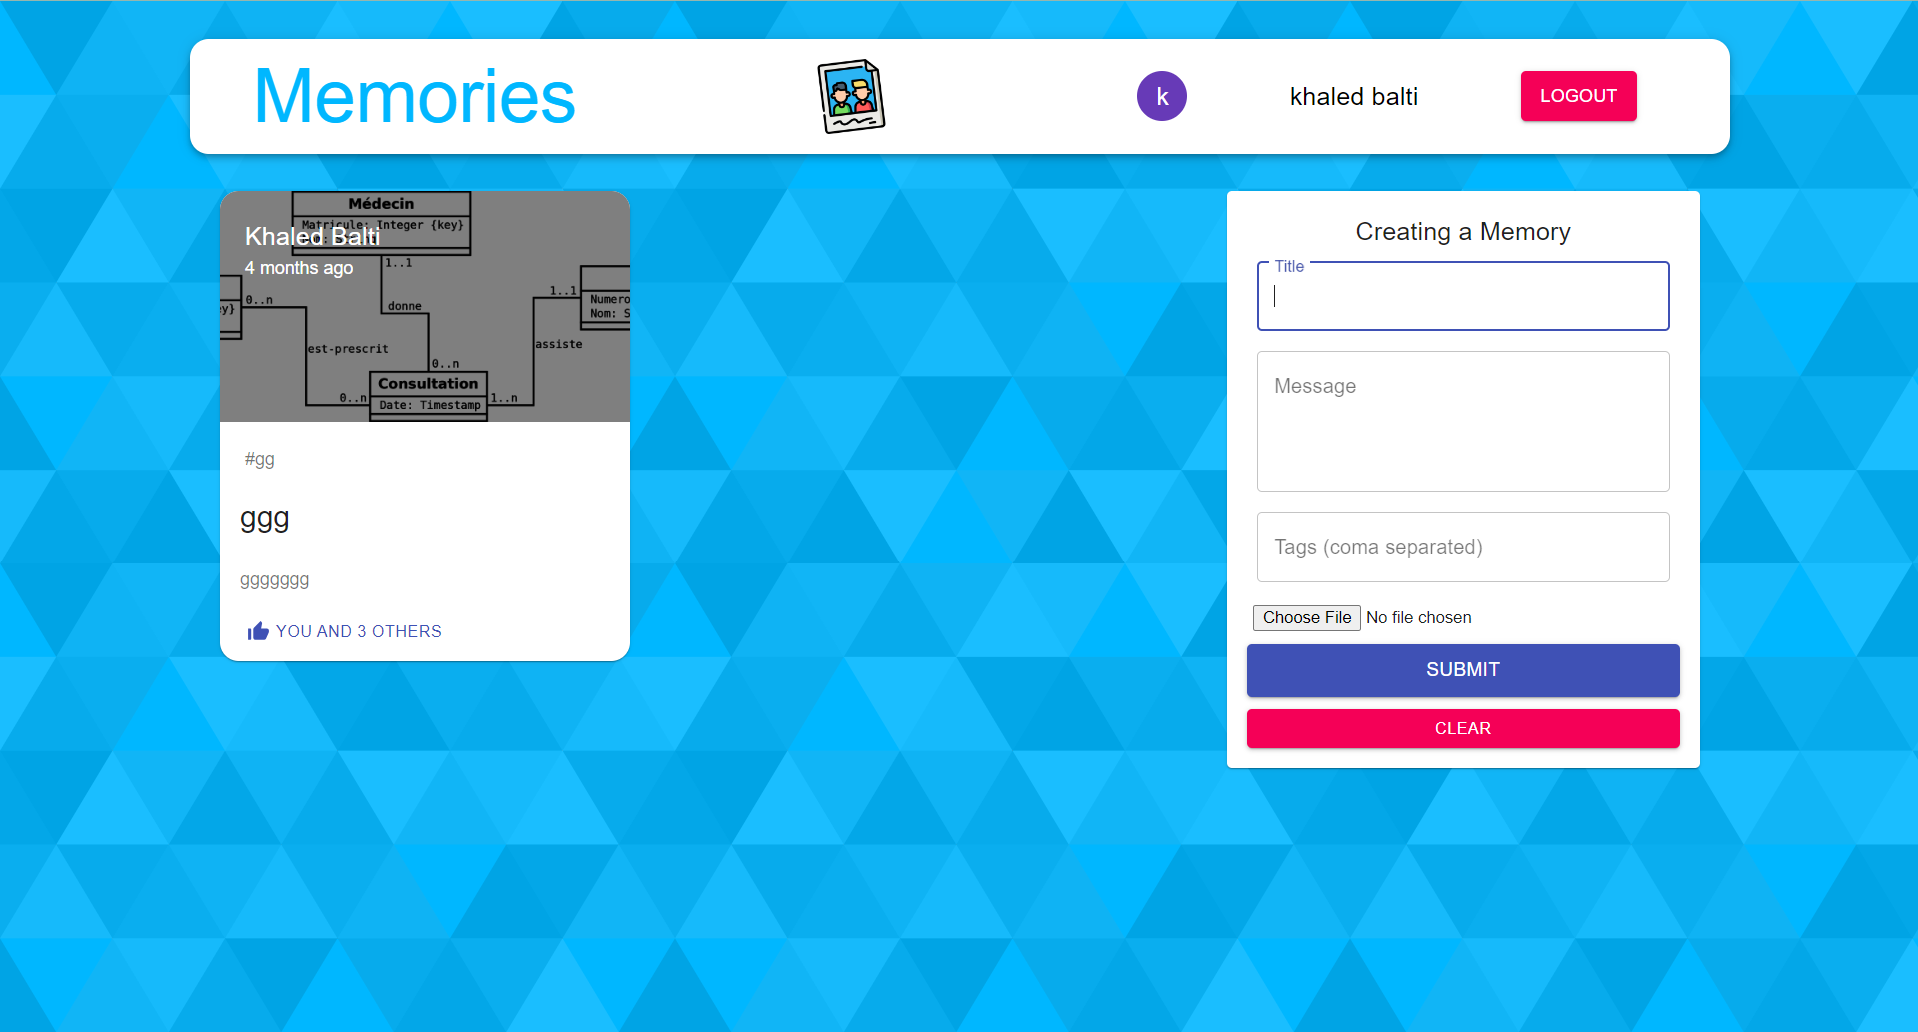 Memories
k
khaled balti
LOGOUT
Médecin
Matricule: Integer {key}
Khaled Balti
4 months ago
1..1
0..n
donne
1..1
Numero
Nom: S
ey}
est-prescrit
assiste
0..n
Consultation
0..n
1..n
Date: Timestamp
#gg
ggg
ggggggg
YOU AND 3 OTHERS
Creating a Memory
Title
Message
Tags (coma separated)
Choose File No file chosen
SUBMIT
CLEAR